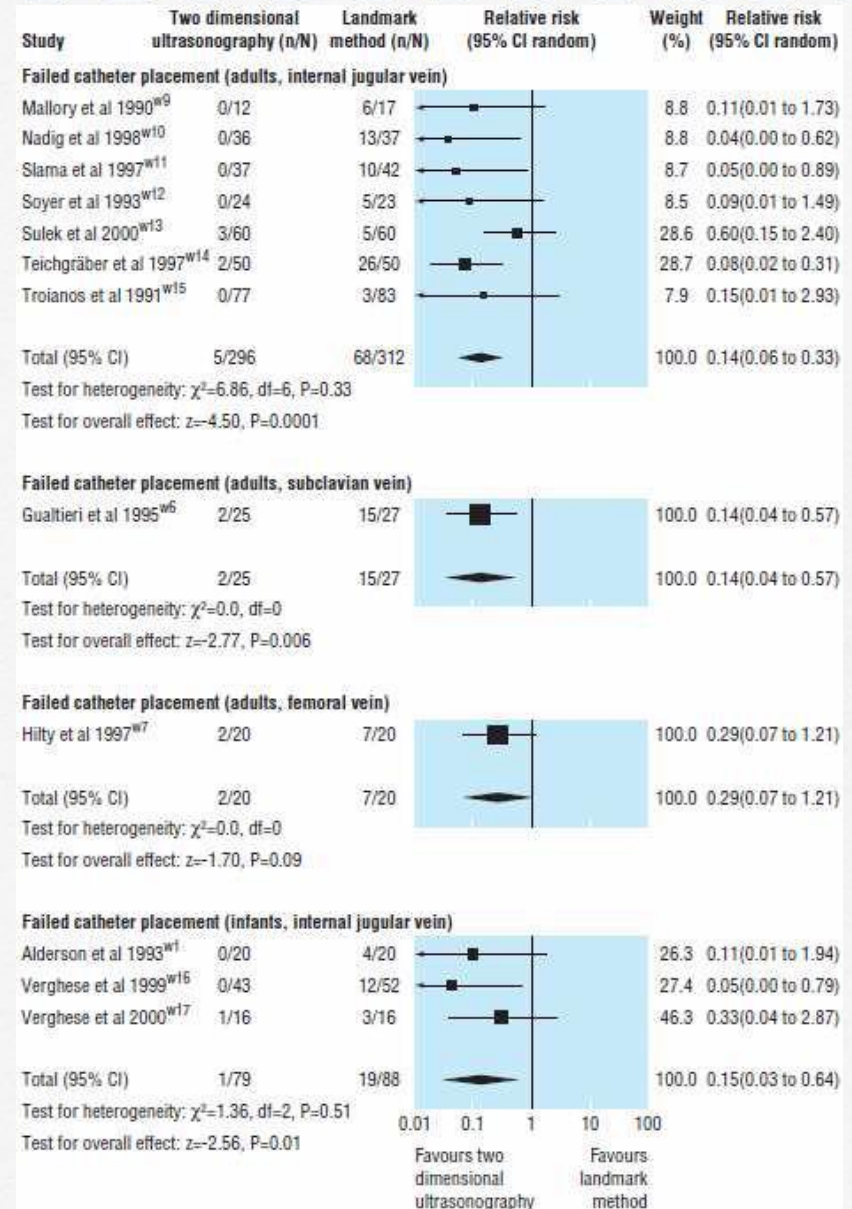 Two dimensional Landmark Relative risk Weight Relative risk
Study ultrasonography (n/N) method (n/N) (95% CI random) (%) (95% CI random)
Failed catheter placement (adults, internal jugular vein)
Mallory et al 1990w9 0/12 6/17 8.8 0.11(0.01 to 1.73)
Nadig et al 1998w10 0/36 13/37 8.8 0.04(0.00 to 0.62)
Slama et al 1997w11 0/37 10/42 8.7 0.05(0.00 to 0.89)
Soyer et al 1993w12 0/24 5/23 8.5 0.09(0.01 to 1.49)
Sulek et al 2000w13 3/60 5/60 28.6 0.60(0.15 to 2.40)
Teichgräber et al 1997w14 2/50 26/50 28.7 0.08(0.02 to 0.31)
Troianos et al 1991w15 0/77 3/83 7.9 0.15(0.01 to 2.93)
Total (95% CI) 5/296 68/312 100.0 0.14(0.06 to 0.33)
Test for heterogeneity: χ²=6.86, df=6, P=0.33
Test for overall effect: z=-4.50, P=0.0001
Failed catheter placement (adults, subclavian vein)
Gualtieri et al 1995w6 2/25 15/27 100.0 0.14(0.04 to 0.57)
Total (95% CI) 2/25 15/27 100.0 0.14(0.04 to 0.57)
Test for heterogeneity: χ²=0.0, df=0
Test for overall effect: z=-2.77, P=0.006
Failed catheter placement (adults, femoral vein)
Hilty et al 1997w7 2/20 7/20 100.0 0.29(0.07 to 1.21)
Total (95% CI) 2/20 7/20 100.0 0.29(0.07 to 1.21)
Test for heterogeneity: χ²=0.0, df=0
Test for overall effect: z=-1.70, P=0.09
Failed catheter placement (infants, internal jugular vein)
Alderson et al 1993w1 0/20 4/20 26.3 0.11(0.01 to 1.94)
Verghese et al 1999w16 0/43 12/52 27.4 0.05(0.00 to 0.79)
Verghese et al 2000w17 1/16 3/16 46.3 0.33(0.04 to 2.87)
Total (95% CI) 1/79 19/88 100.0 0.15(0.03 to 0.64)
Test for heterogeneity: χ²=1.36, df=2, P=0.51
0.01 0.1 1 10 100
Test for overall effect: z=-2.56, P=0.01
Favours two Favours
dimensional landmark
ultrasonography method